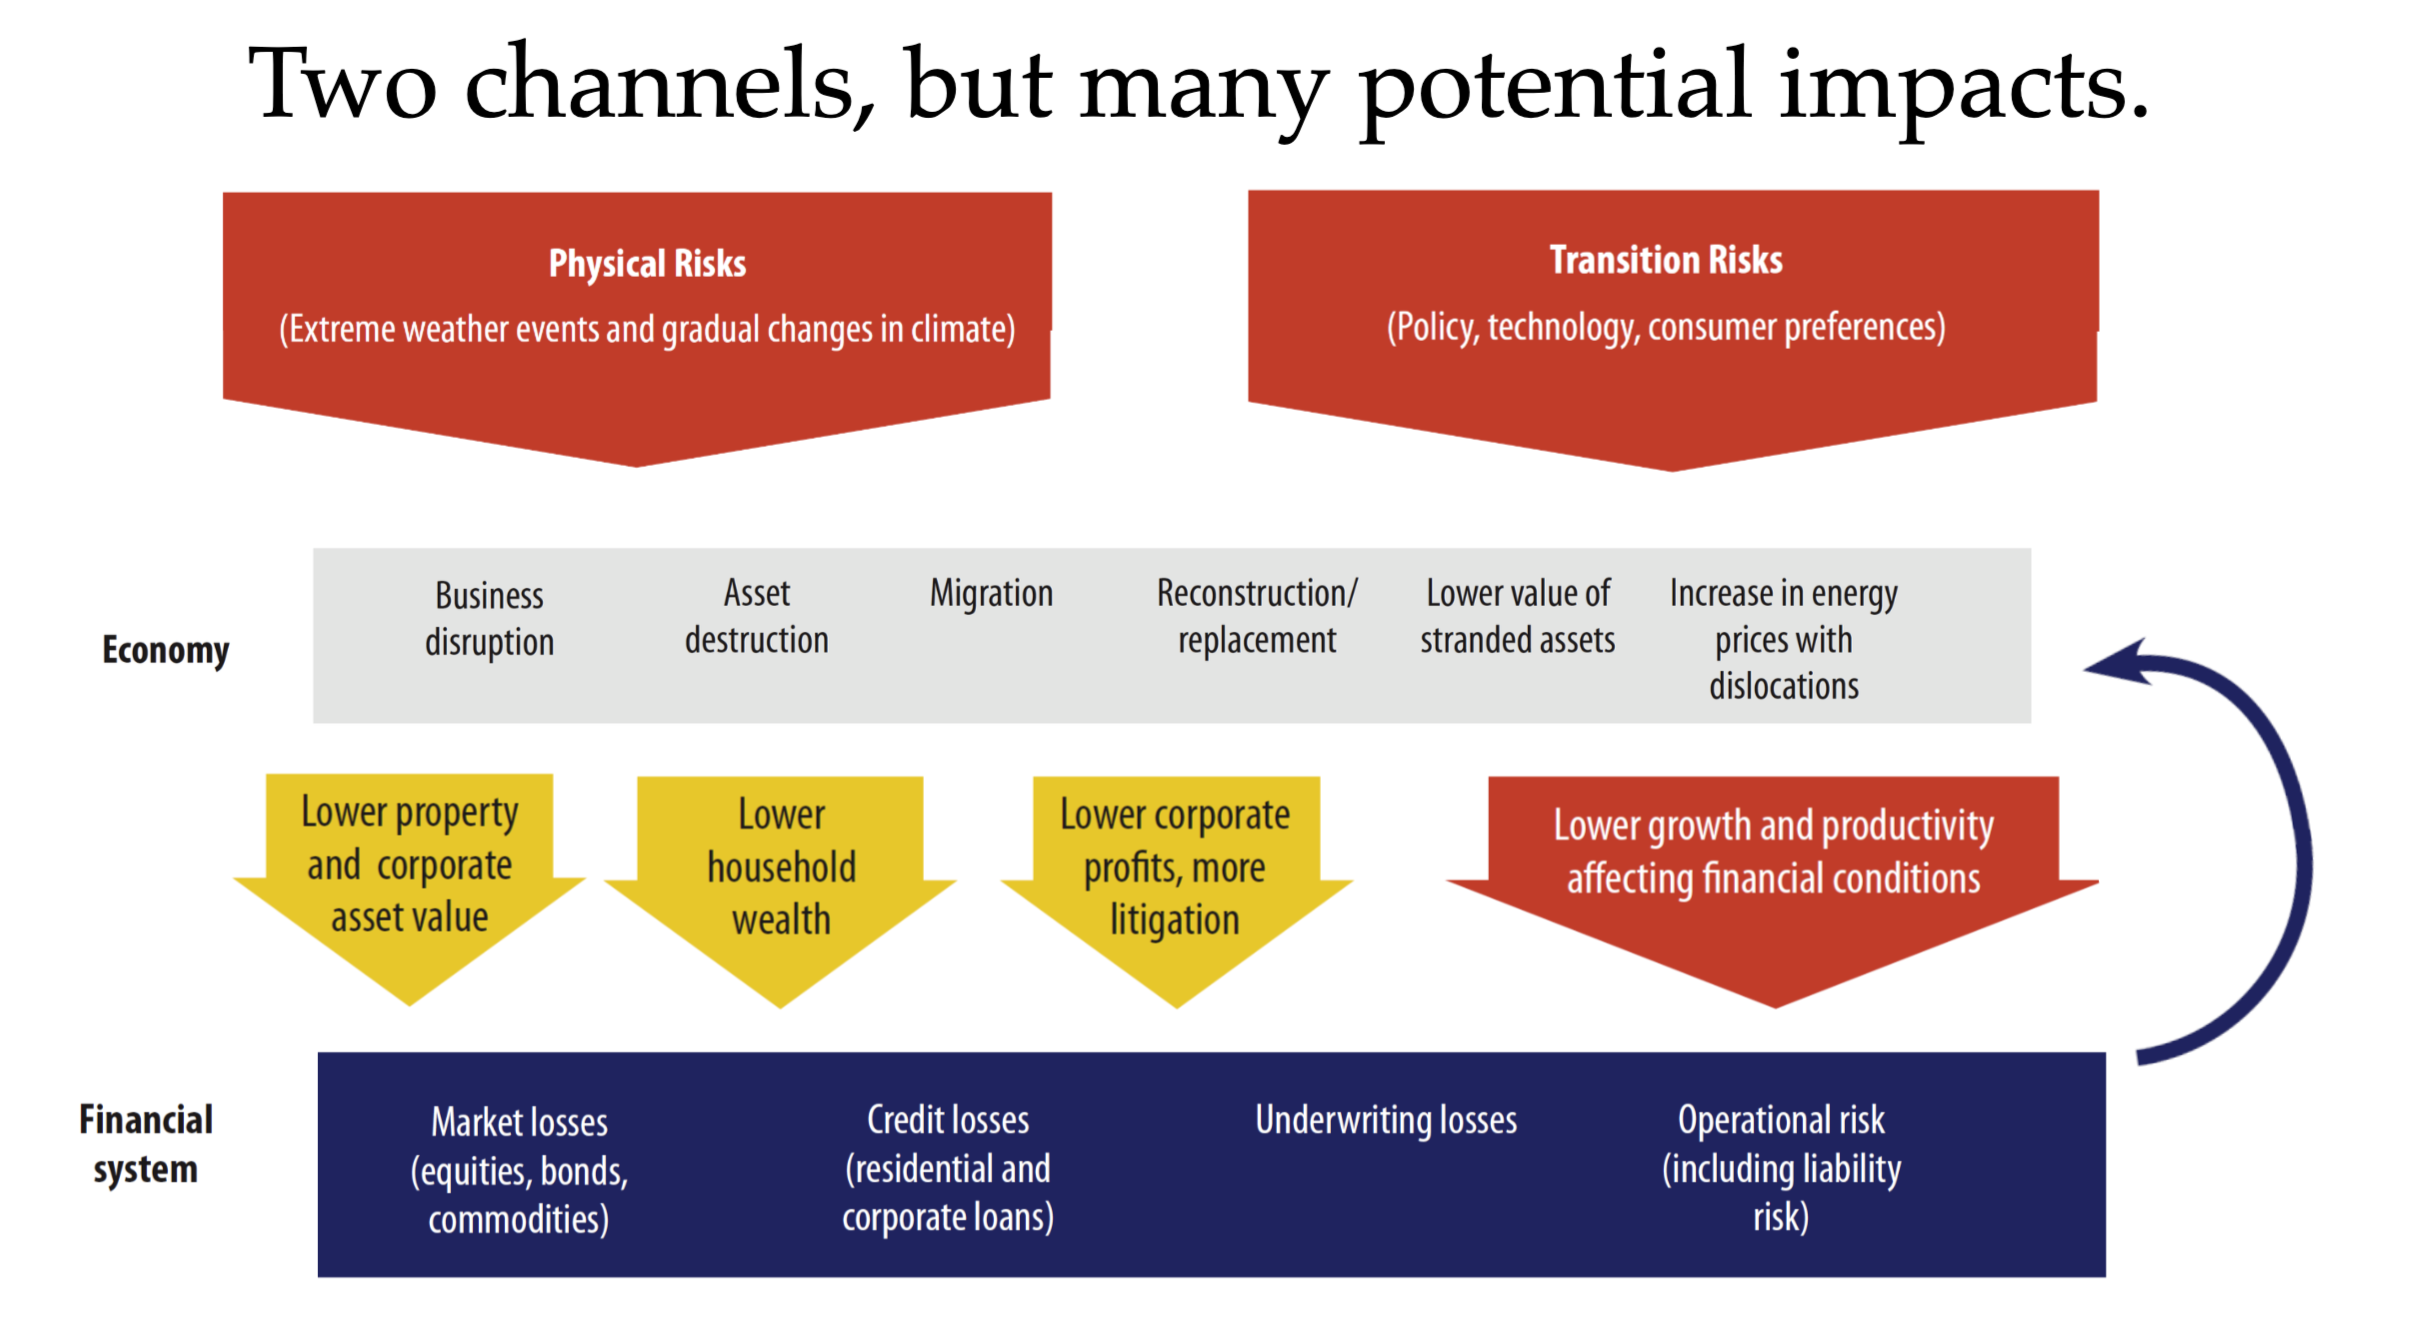 Two channels, but many potential impacts.
Physical Risks
(Extreme weather events and gradual changes in climate)
Transition Risks
(Policy, technology, consumer preferences)
Economy
Business
disruption
Asset
destruction
Migration
Reconstruction/
replacement
Lower value of
stranded assets
Increase in energy
prices with
dislocations
Lower property
and corporate
asset value
Lower
household
wealth
Lower corporate
profits, more
litigation
Lower growth and productivity
affecting financial conditions
Financial
system
Market losses
(equities, bonds,
commodities)
Credit losses
(residential and
corporate loans)
Underwriting losses
Operational risk
(including liability
risk)